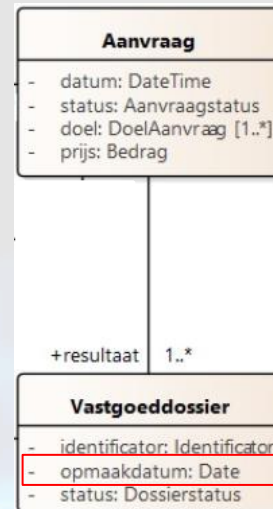 Aanvraag
- datum: DateTime
- status: Aanvraagstatus
- doel: DoelAanvraag [1..*]
- prijs: Bedrag
+resultaat 1..*
Vastgoeddossier
- identificator: Identificator
- opmaakdatum: Date
- status: Dossierstatus